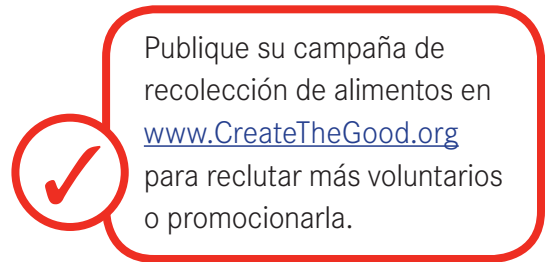 Publique su campaña de
recolección de alimentos en
www.CreateTheGood.org
para reclutar más voluntarios
o promocionarla.